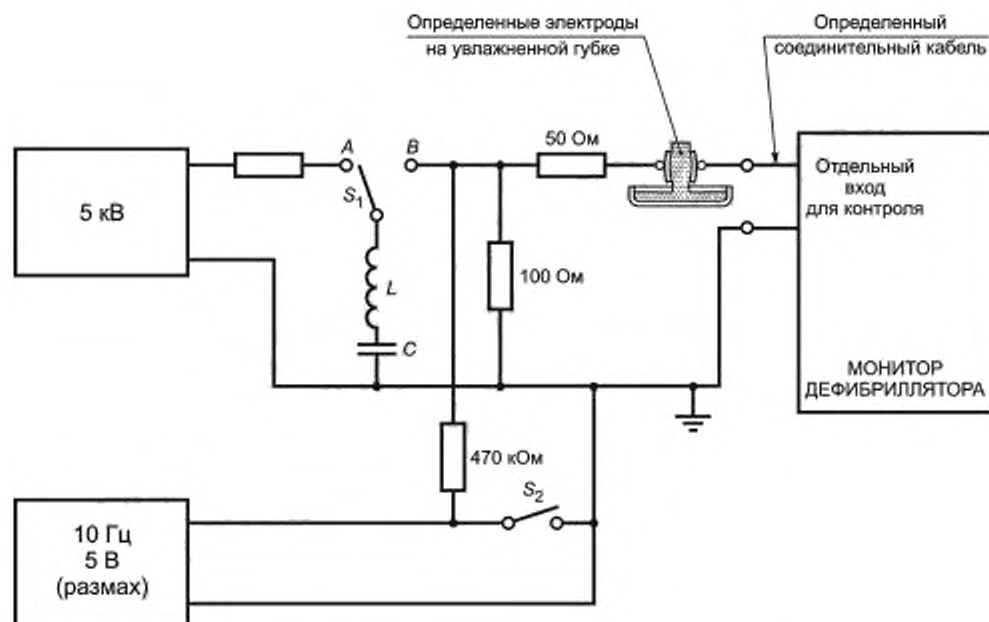 Определенные электроды
на увлажненной губке
Определенный
соединительный кабель
5 кВ
A
B
S1
50 Ом
Отдельный
вход
для контроля
100 Ом
L
C
МОНИТОР
ДЕФИБРИЛЛЯТОРА
470 кОм
S2
10 Гц
5 В
(размах)